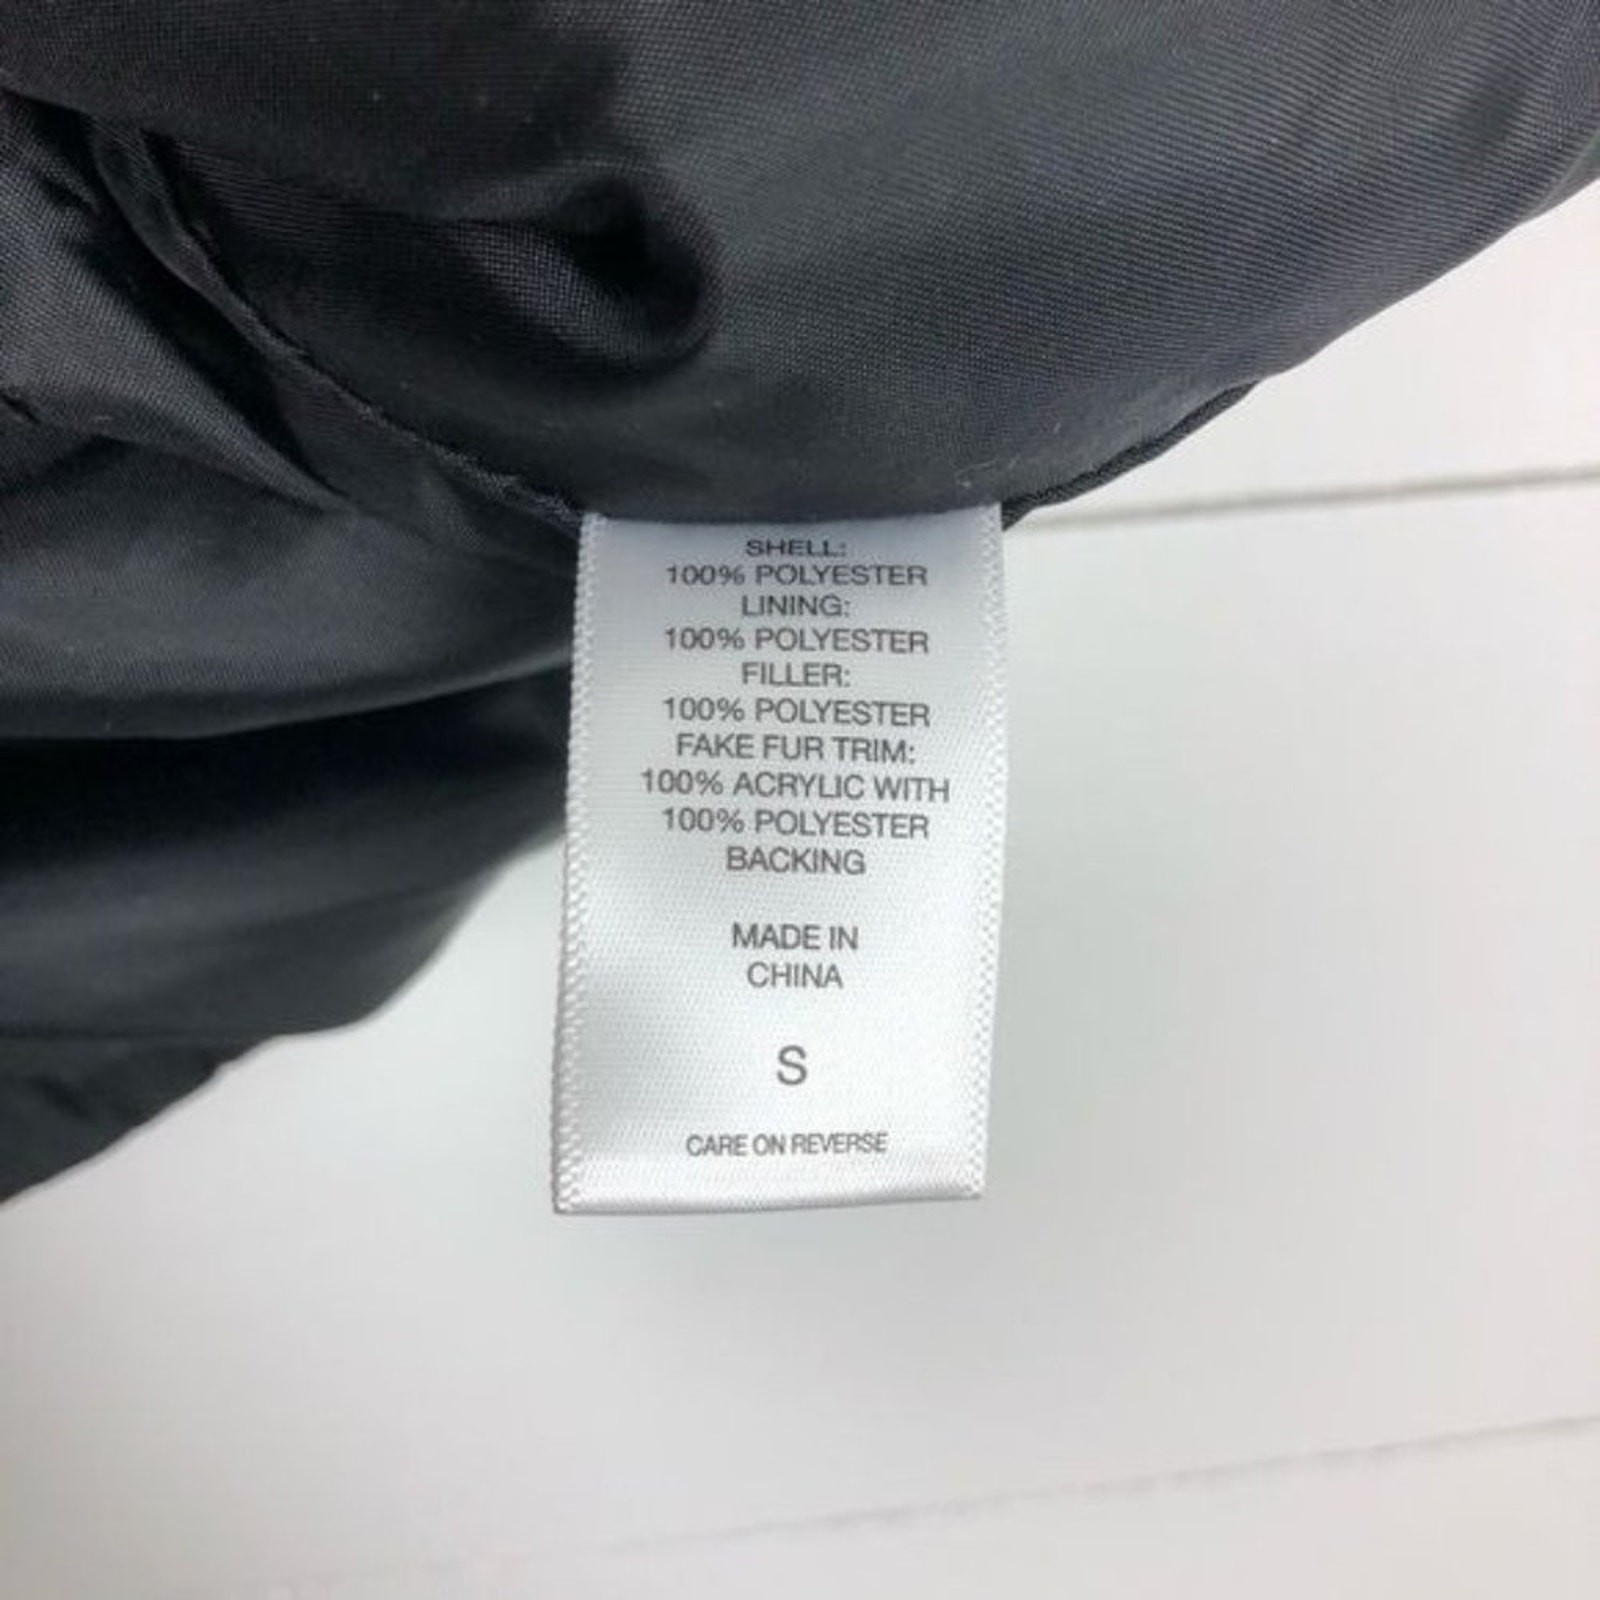 SHELL:
100% POLYESTER
LINING:
100% POLYESTER
FILLER:
100% POLYESTER
FAKE FUR TRIM:
100% ACRYLIC WITH
100% POLYESTER
BACKING
MADE IN
CHINA
S
CARE ON REVERSE